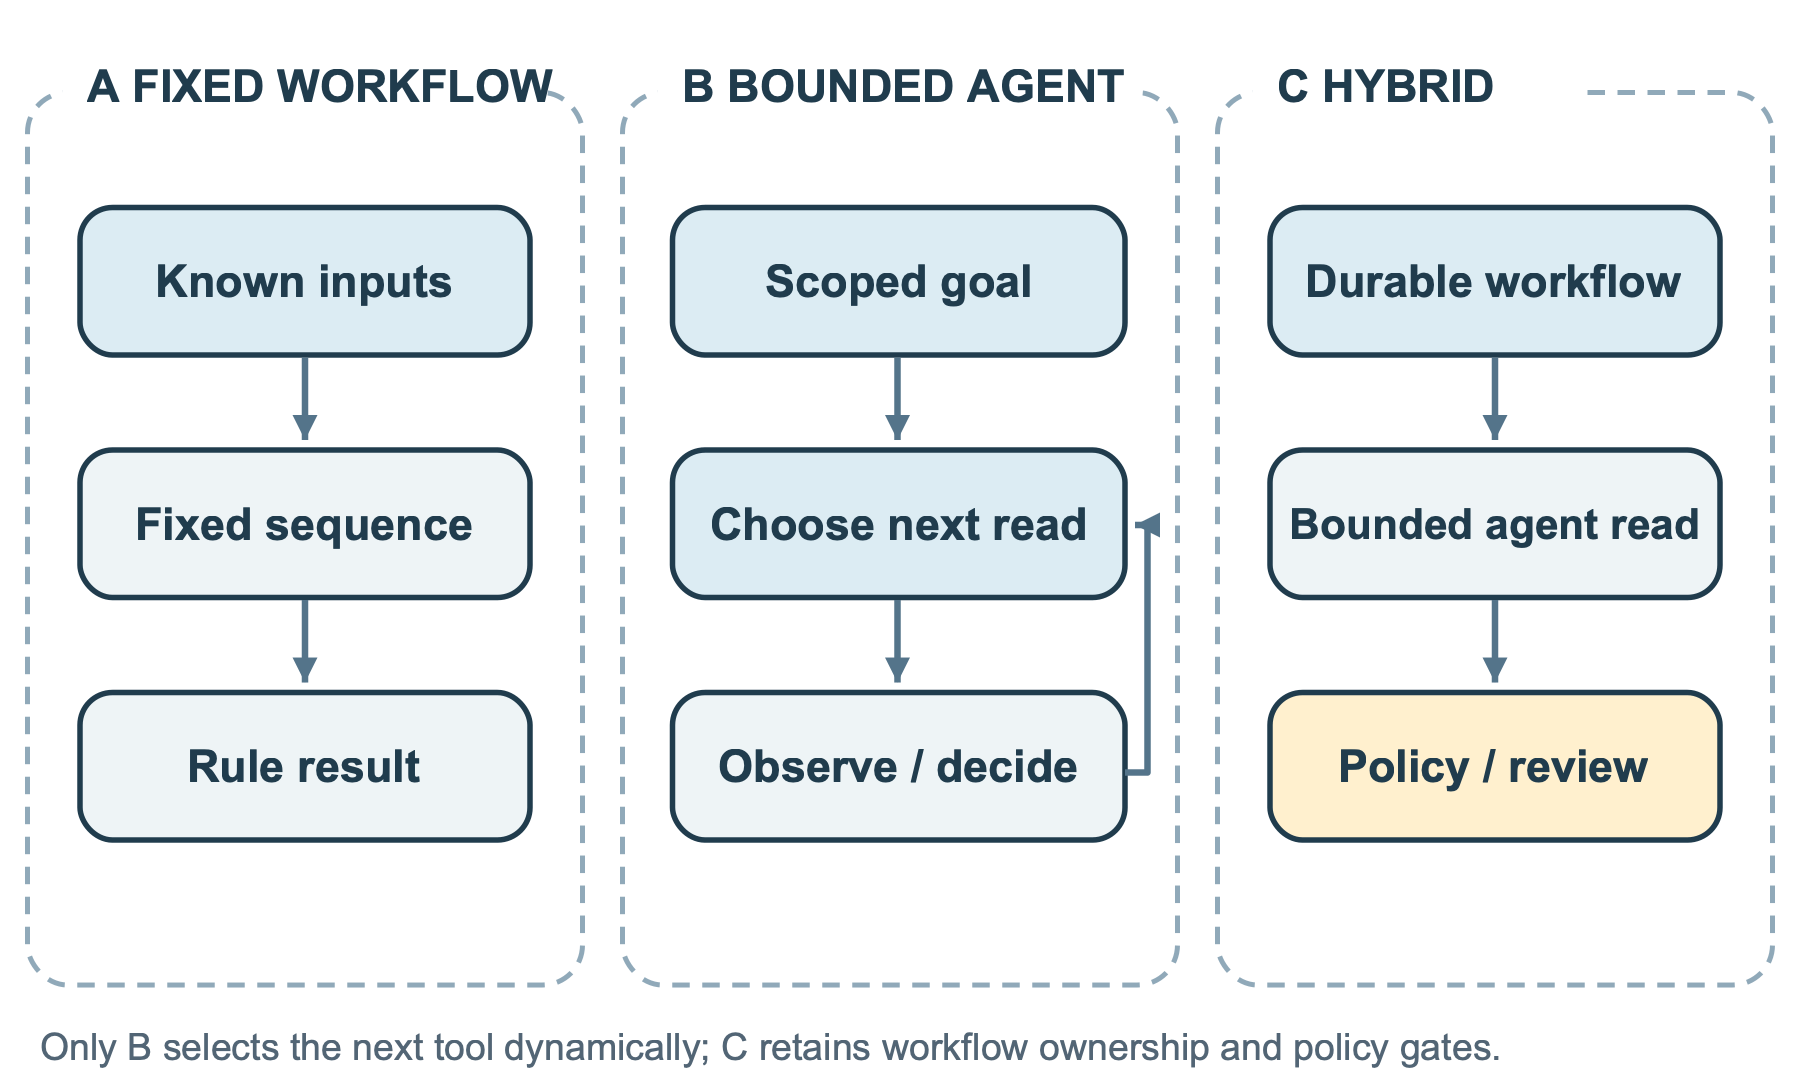 A FIXED WORKFLOW
Known inputs
Fixed sequence
Rule result
B BOUNDED AGENT
Scoped goal
Choose next read
Observe / decide
C HYBRID
Durable workflow
Bounded agent read
Policy / review
Only B selects the next tool dynamically; C retains workflow ownership and policy gates.